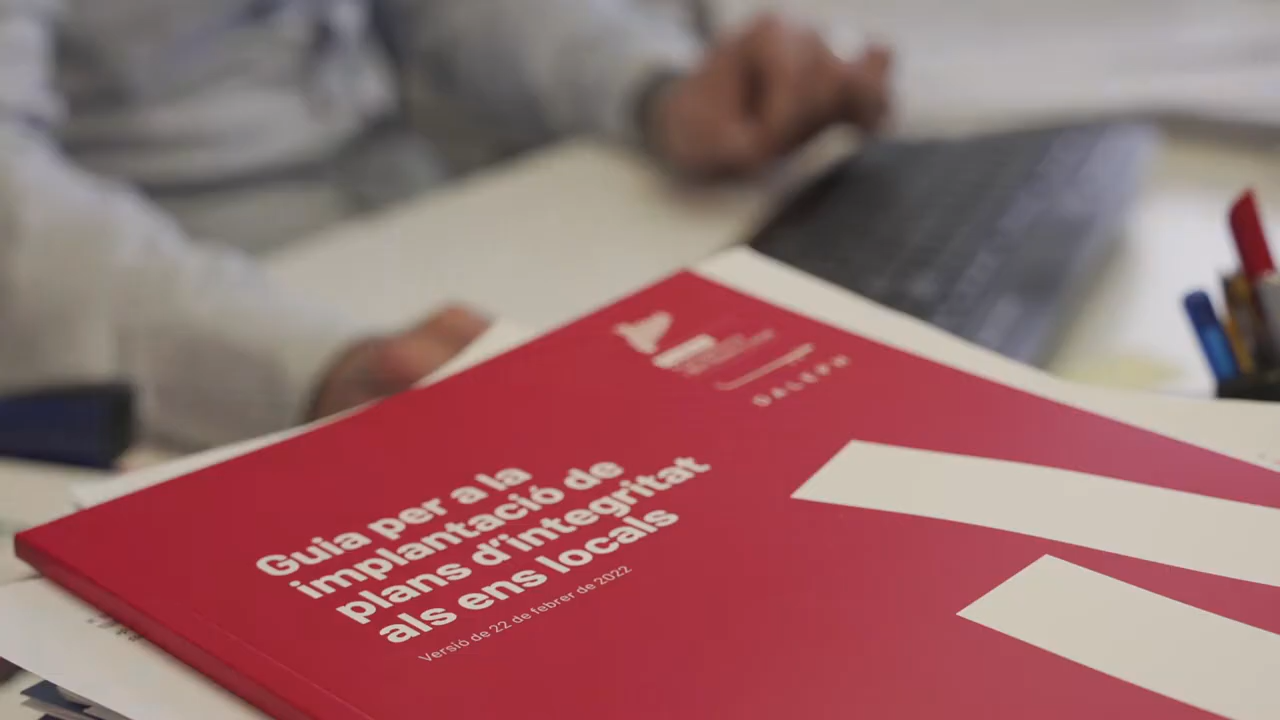 DALEPH
Guia per a la
implantació de
plans d'integritat
als ens locals
Versió de 22 de febrer de 2022